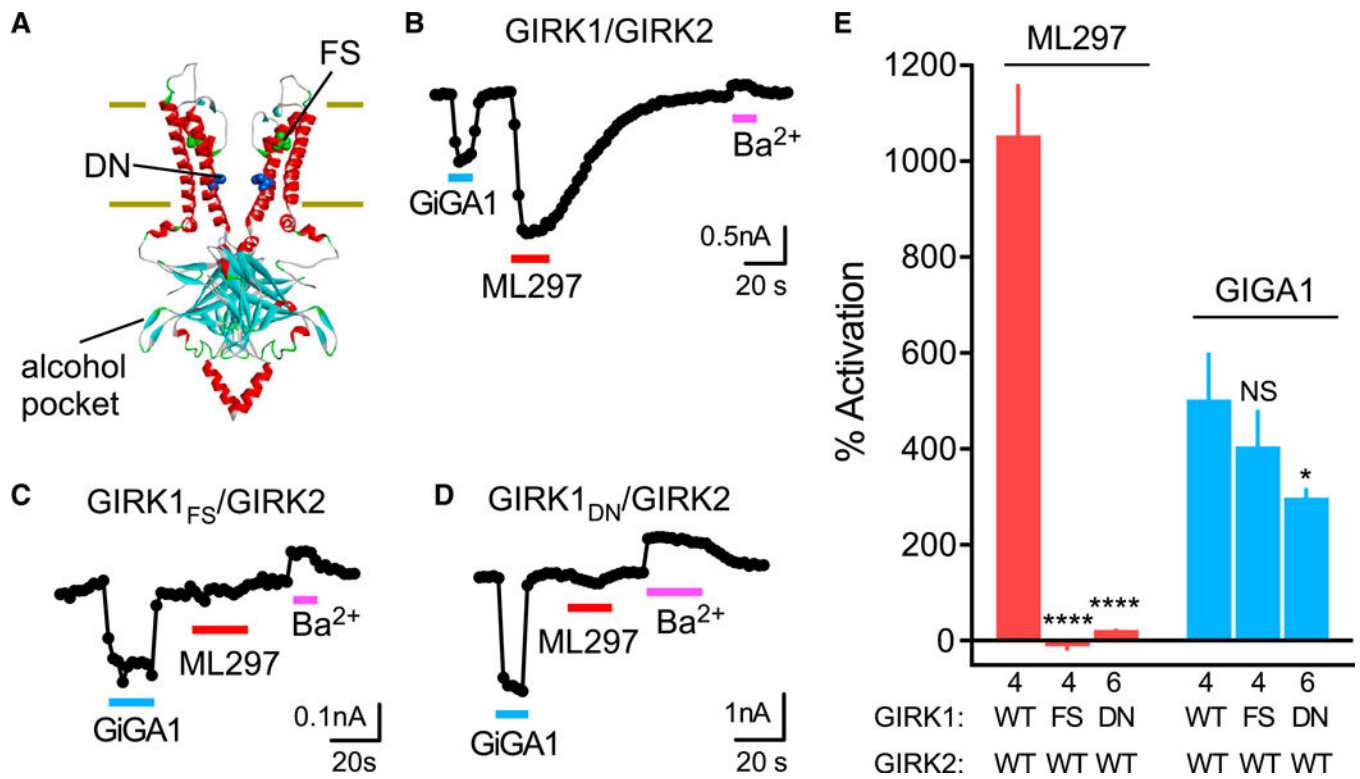 A
FS
DN
alcohol
pocket
B
GIRK1/GIRK2
GiGA1
ML297
Ba2+
0.5nA
20 s
C
GIRK1FS/GIRK2
GiGA1
ML297
Ba2+
0.1nA
20s
D
GIRK1DN/GIRK2
GiGA1
ML297
Ba2+
1nA
20 s
E
ML297
GIGA1
% Activation
1200
1000
800
600
400
200
0
**** ****
NS
*
4 4 6 4 4 6
GIRK1: WT FS DN WT FS DN
GIRK2: WT WT WT WT WT WT